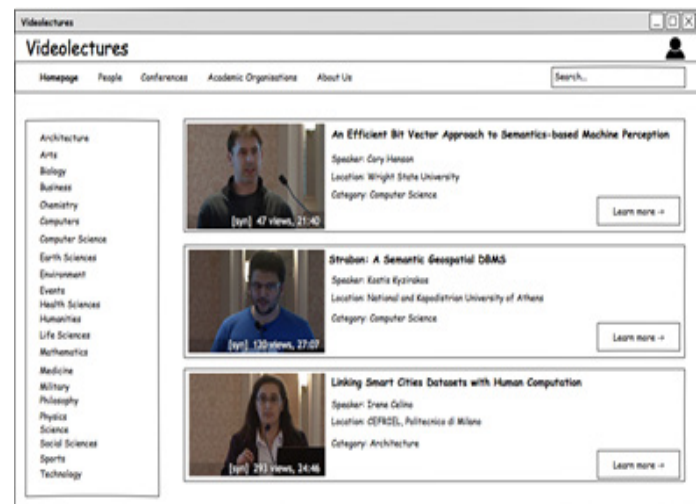 Videolectures
Videolectures
Homepage People Conferences Academic Organisations About Us Search...
Architecture
Arts
Biology
Business
Chemistry
Computers
Computer Science
Earth Sciences
Environment
Events
Health Sciences
Humanities
Life Sciences
Mathematics
Medicine
Military
Philosophy
Physics
Science
Social Sciences
Sports
Technology
An Efficient Bit Vector Approach to Semantics-based Machine Perception
Speaker: Cory Henson
Location: Wright State University
Category: Computer Science
[syn] 47 views, 21:40
Learn more →
Strabon: A Semantic Geospatial DBMS
Speaker: Kostis Kyzirakos
Location: National and Kapodistrian University of Athens
Category: Computer Science
[syn] 120 views, 27:07
Learn more →
Linking Smart Cities Datasets with Human Computation
Speaker: Irene Celino
Location: CEFRIEL, Politecnico di Milano
Category: Architecture
[syn] 293 views, 24:46
Learn more →